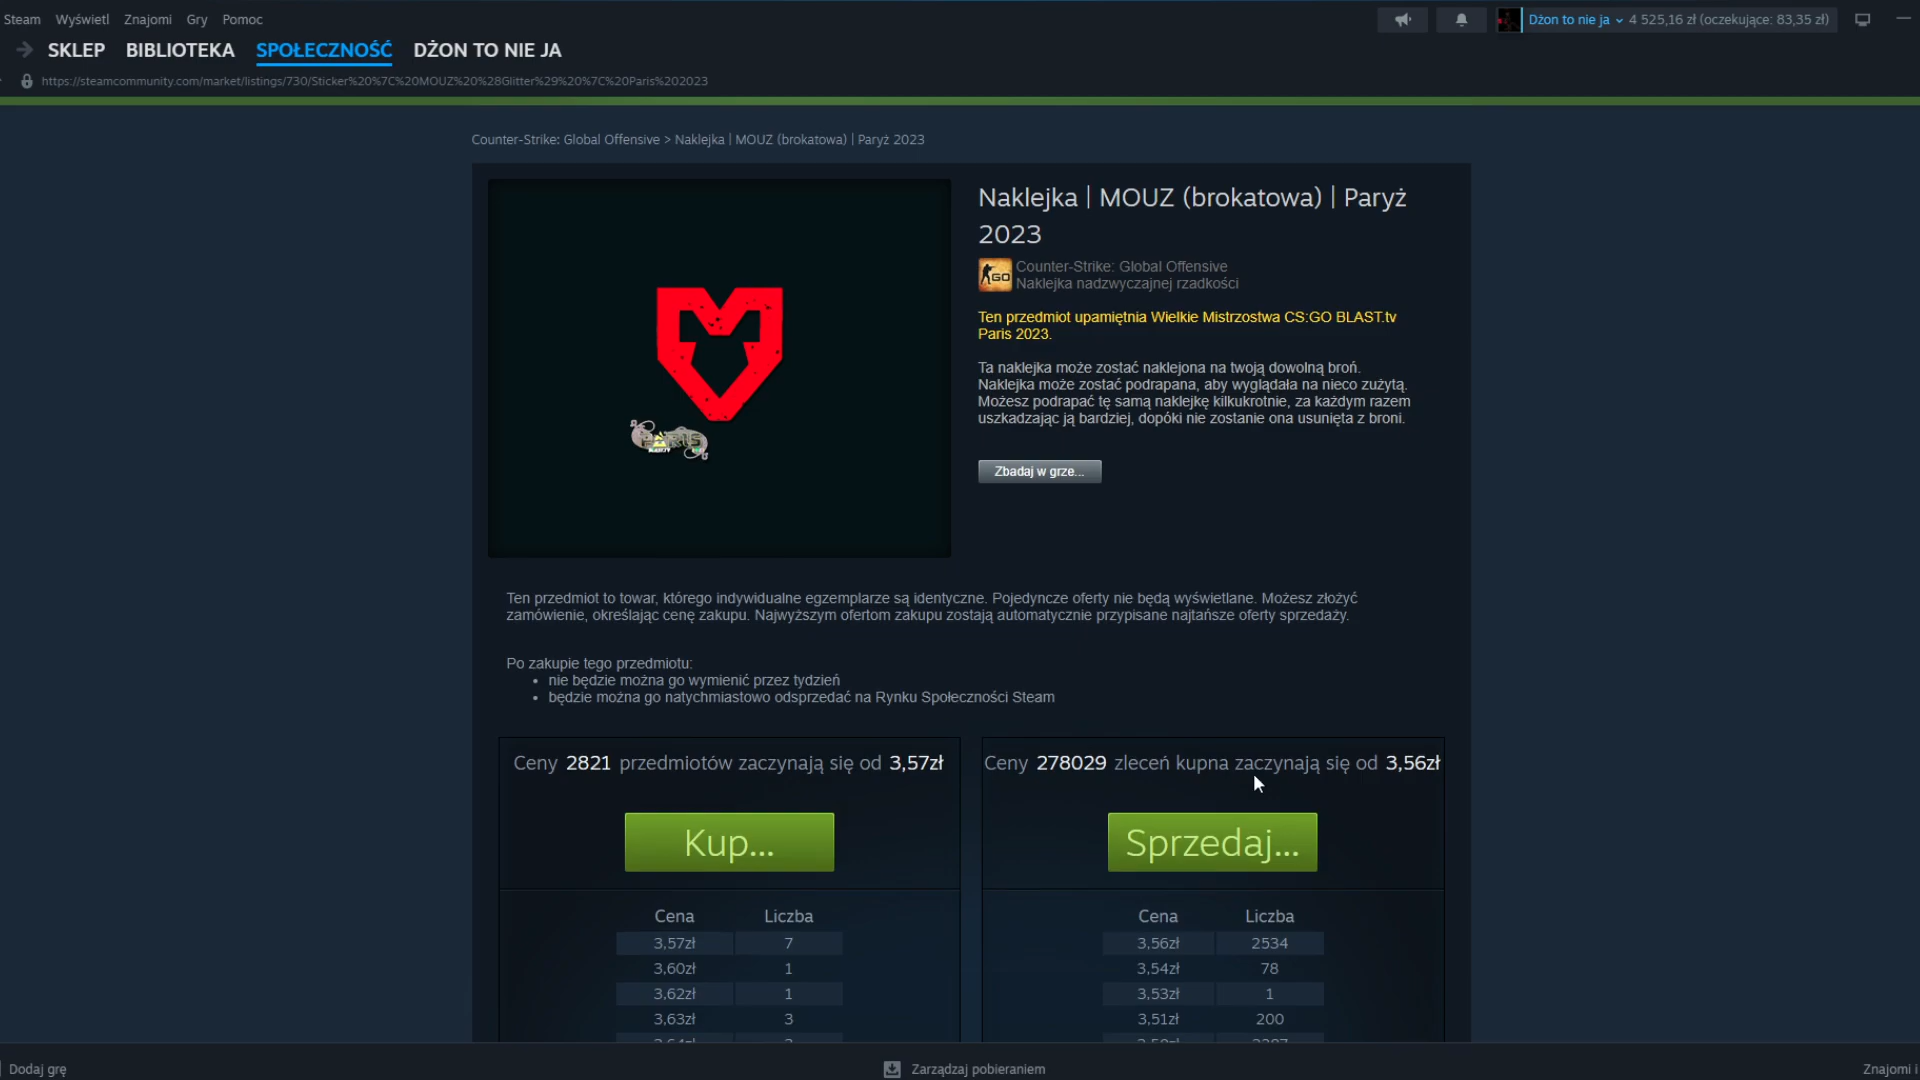 Steam Wyświetl Znajomi Gry Pomoc
Dżon to nie ja 4 525,16 zł (oczekujące: 83,35 zł)
SKLEP BIBLIOTEKA SPOŁECZNOŚĆ DŻON TO NIE JA
https://steamcommunity.com/market/listings/730/Sticker%20%7C%20MOUZ%20%28Glitter%29%20%7C%20Paris%202023
Counter-Strike: Global Offensive > Naklejka | MOUZ (brokatowa) | Paryż 2023
PARIS
Naklejka | MOUZ (brokatowa) | Paryż
2023
GO
Counter-Strike: Global Offensive
Naklejka nadzwyczajnej rzadkości
Ten przedmiot upamiętnia Wielkie Mistrzostwa CS:GO BLAST.tv
Paris 2023.
Ta naklejka może zostać naklejona na twoją dowolną broń.
Naklejka może zostać podrapana, aby wyglądała na nieco zużytą.
Możesz podrapać tę samą naklejkę kilkukrotnie, za każdym razem
uszkadzając ją bardziej, dopóki nie zostanie ona usunięta z broni.
Zbadaj w grze...
Ten przedmiot to towar, którego indywidualne egzemplarze są identyczne. Pojedyncze oferty nie będą wyświetlane. Możesz złożyć
zamówienie, określając cenę zakupu. Najwyższym ofertom zakupu zostają automatycznie przypisane najtańsze oferty sprzedaży.
Po zakupie tego przedmiotu:
• nie będzie można go wymienić przez tydzień
• będzie można go natychmiastowo odsprzedać na Rynku Społeczności Steam
Ceny 2821 przedmiotów zaczynają się od 3,57zł
Kup...
Cena Liczba
3,57zł 7
3,60zł 1
3,62zł 1
3,63zł 3
Ceny 278029 zleceń kupna zaczynają się od 3,56zł
Sprzedaj...
Cena Liczba
3,56zł 2534
3,54zł 78
3,53zł 1
3,51zł 200
Dodaj grę
Zarządzaj pobieraniem
Znajomi i